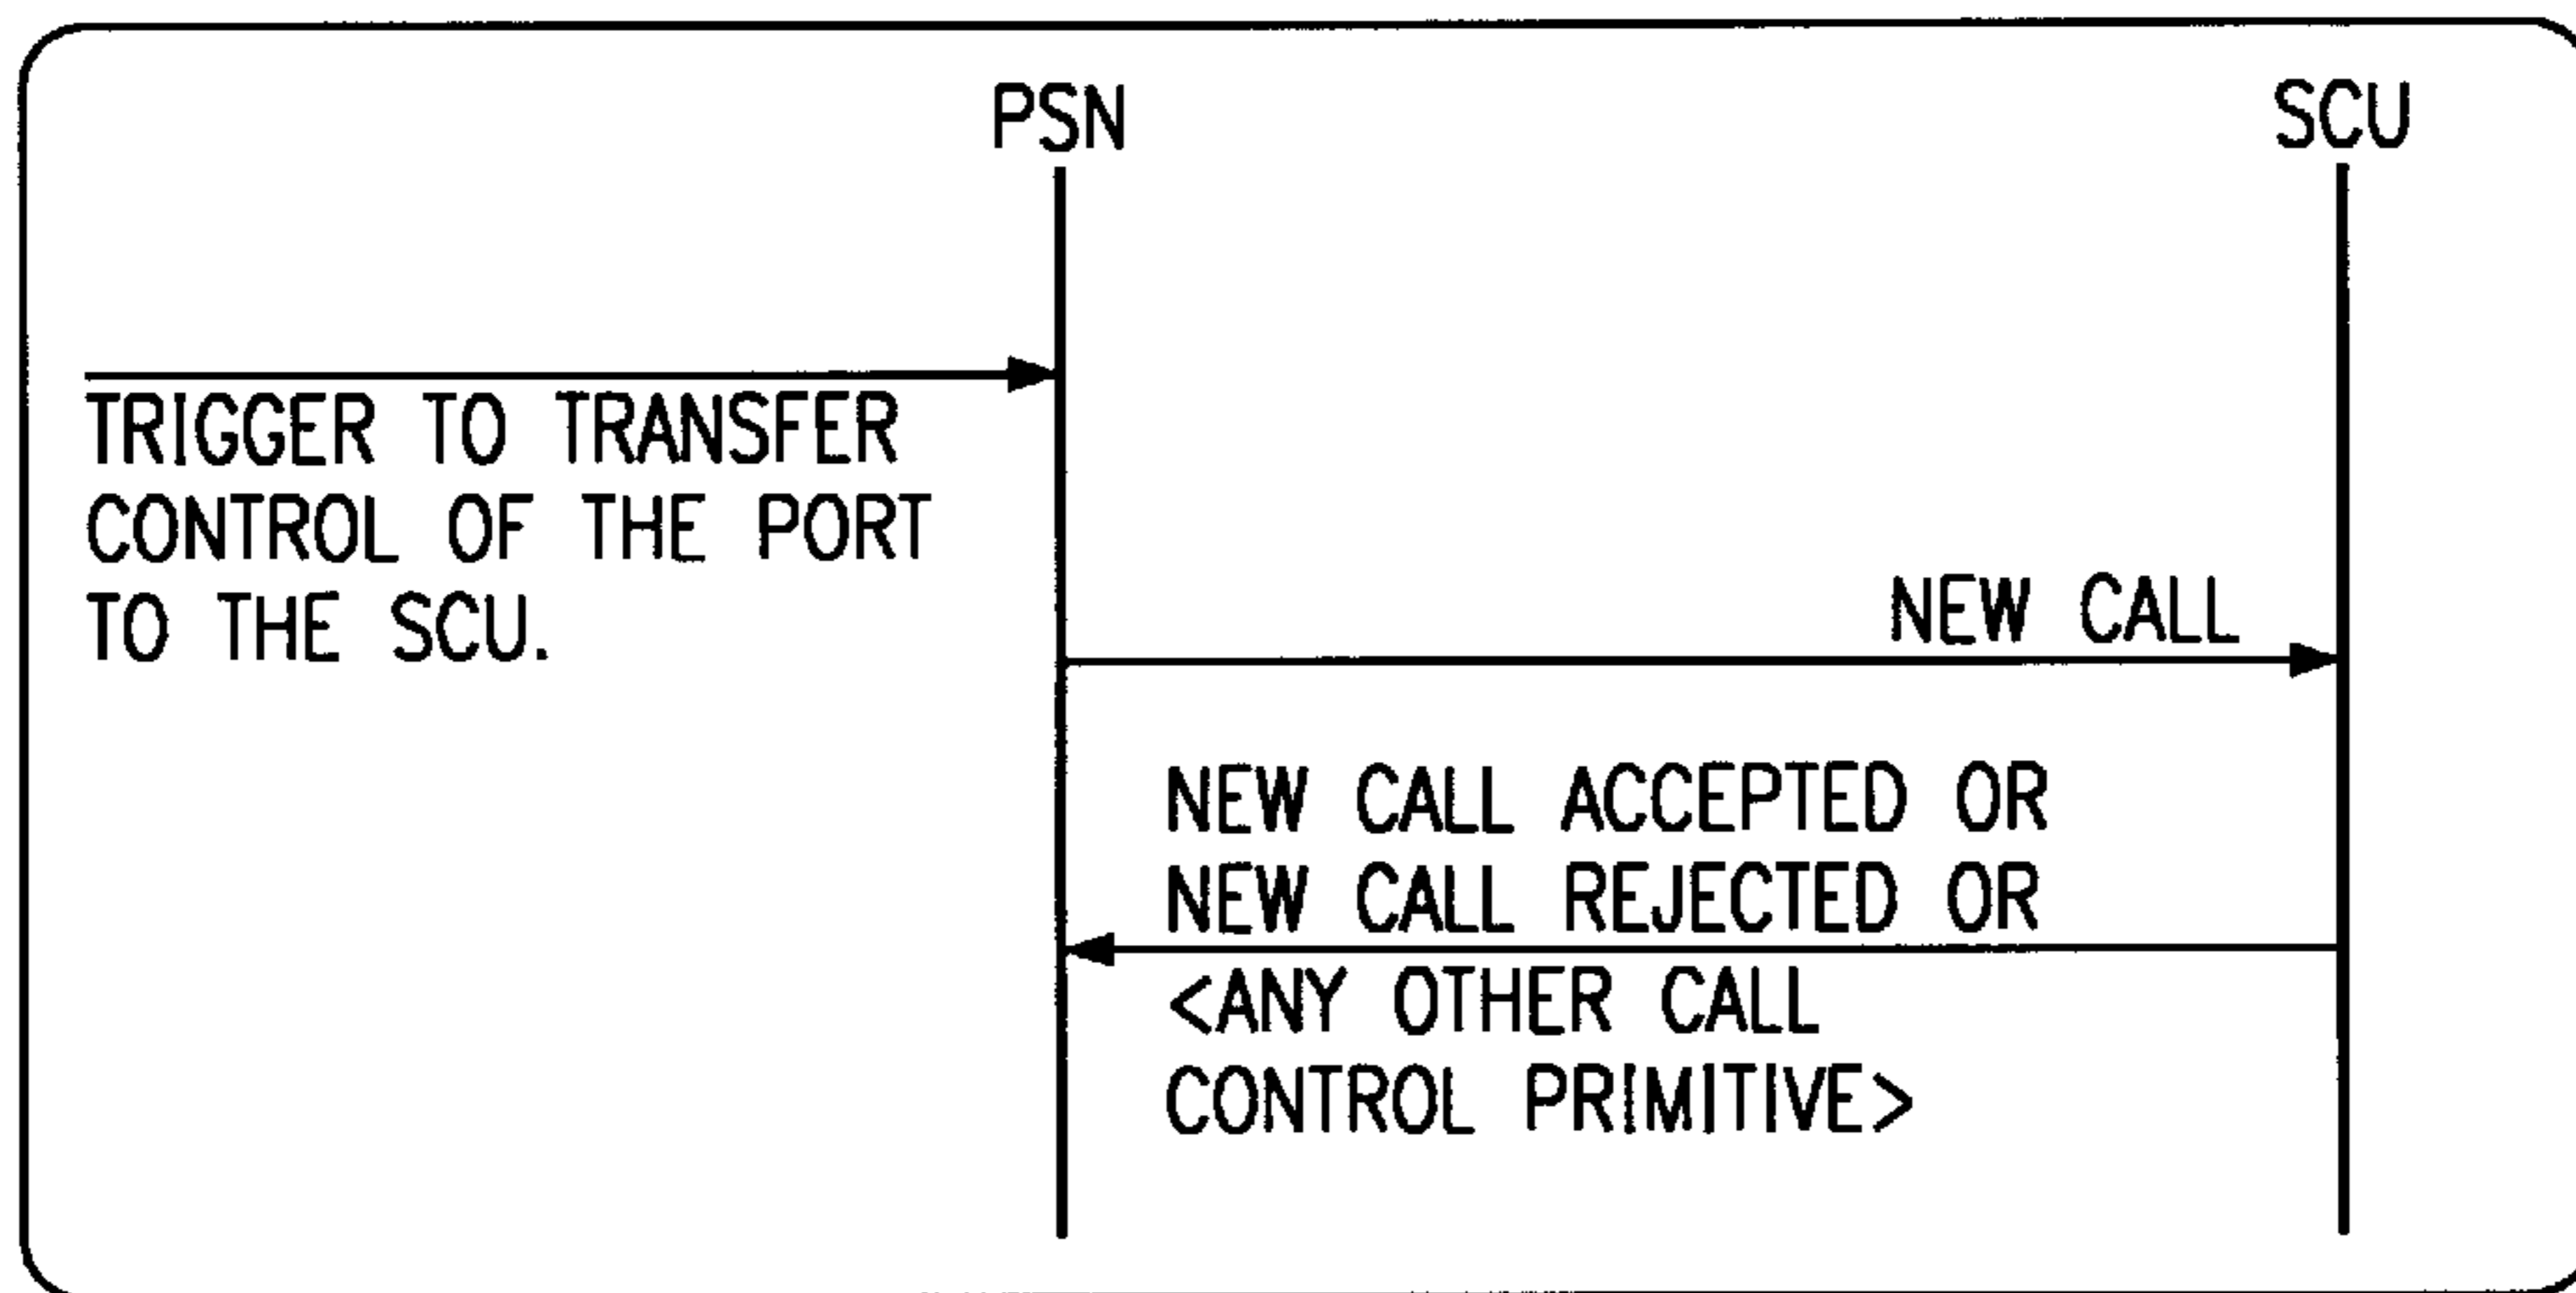 PSN
SCU
TRIGGER TO TRANSFER
CONTROL OF THE PORT
TO THE SCU.
NEW CALL
NEW CALL ACCEPTED OR
NEW CALL REJECTED OR
<ANY OTHER CALL
CONTROL PRIMITIVE>